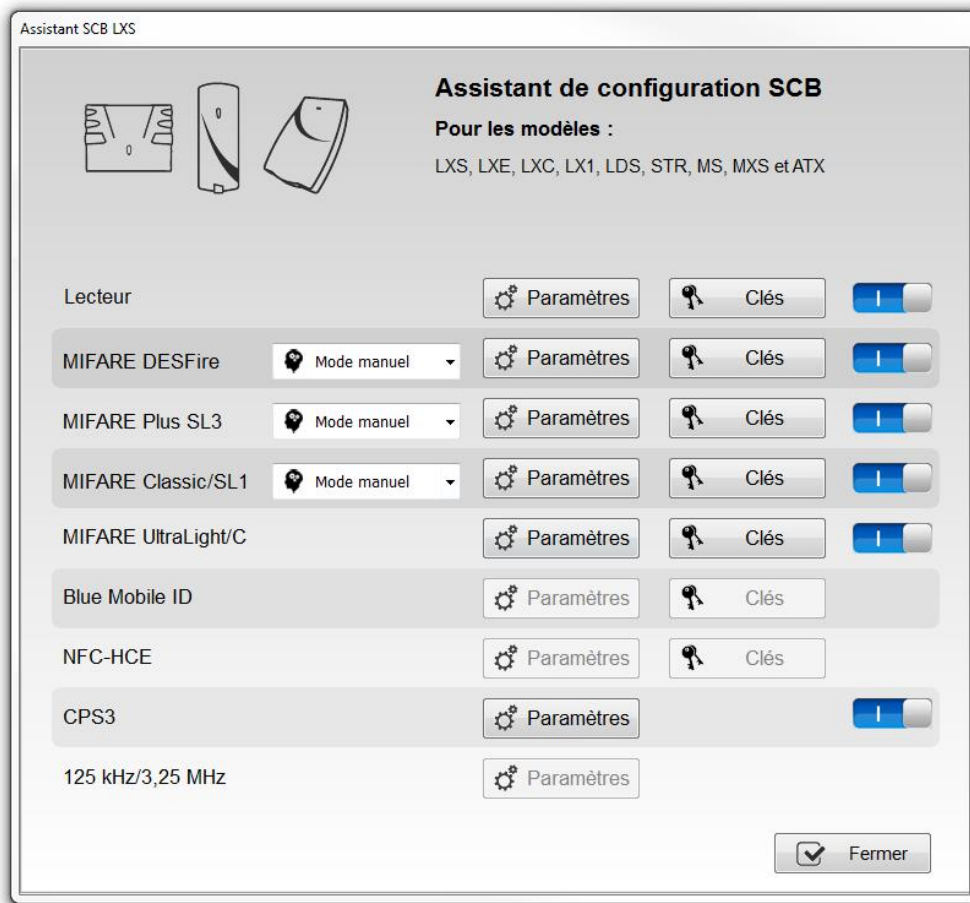 Assistant SCB LXS
Assistant de configuration SCB
Pour les modèles :
LXS, LXE, LXC, LX1, LDS, STR, MS, MXS et ATX
Lecteur Paramètres Clés
MIFARE DESFire Mode manuel Paramètres Clés
MIFARE Plus SL3 Mode manuel Paramètres Clés
MIFARE Classic/SL1 Mode manuel Paramètres Clés
MIFARE UltraLight/C Paramètres Clés
Blue Mobile ID Paramètres Clés
NFC-HCE Paramètres Clés
CPS3 Paramètres
125 kHz/3,25 MHz Paramètres
Fermer